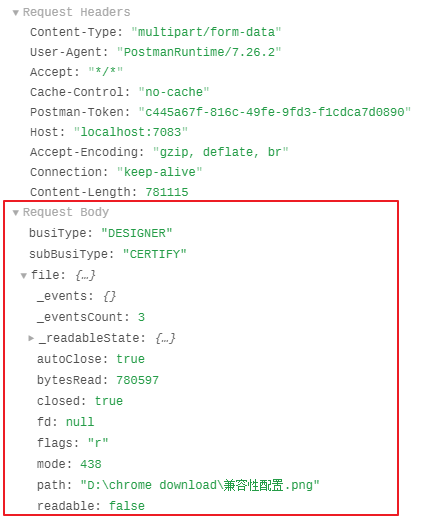 ▼ Request Headers
Content-Type: "multipart/form-data"
User-Agent: "PostmanRuntime/7.26.2"
Accept: "*/*"
Cache-Control: "no-cache"
Postman-Token: "c445a67f-816c-49fe-9fd3-f1cdca7d0890"
Host: "localhost:7083"
Accept-Encoding: "gzip, deflate, br"
Connection: "keep-alive"
Content-Length: 781115
▼ Request Body
busiType: "DESIGNER"
subBusiType: "CERTIFY"
▼ file: {…}
_events: {}
_eventsCount: 3
► _readableState: {…}
autoClose: true
bytesRead: 780597
closed: true
fd: null
flags: "r"
mode: 438
path: "D:\chrome download\兼容性配置.png"
readable: false